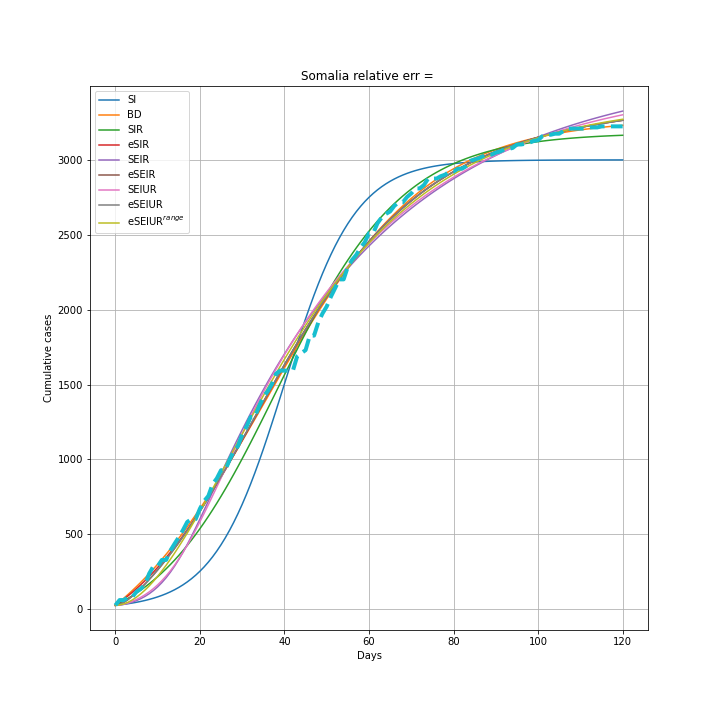 Somalia relative err =
SI
BD
SIR
eSIR
SEIR
eSEIR
SEIUR
eSEIUR
eSEIUR^range
Cumulative cases
3000
2500
2000
1500
1000
500
0
0 20 40 60 80 100 120
Days